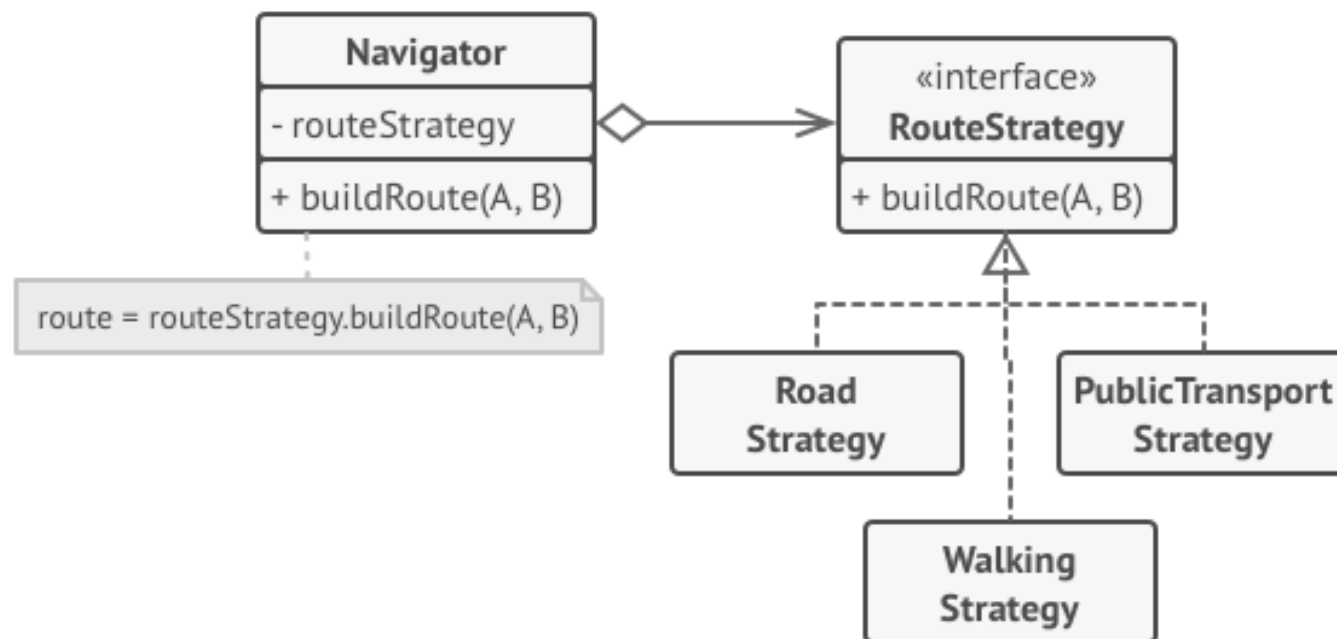 Navigator
- routeStrategy
+ buildRoute(A, B)
route = routeStrategy.buildRoute(A, B)
«interface»
RouteStrategy
+ buildRoute(A, B)
Road
Strategy
PublicTransport
Strategy
Walking
Strategy